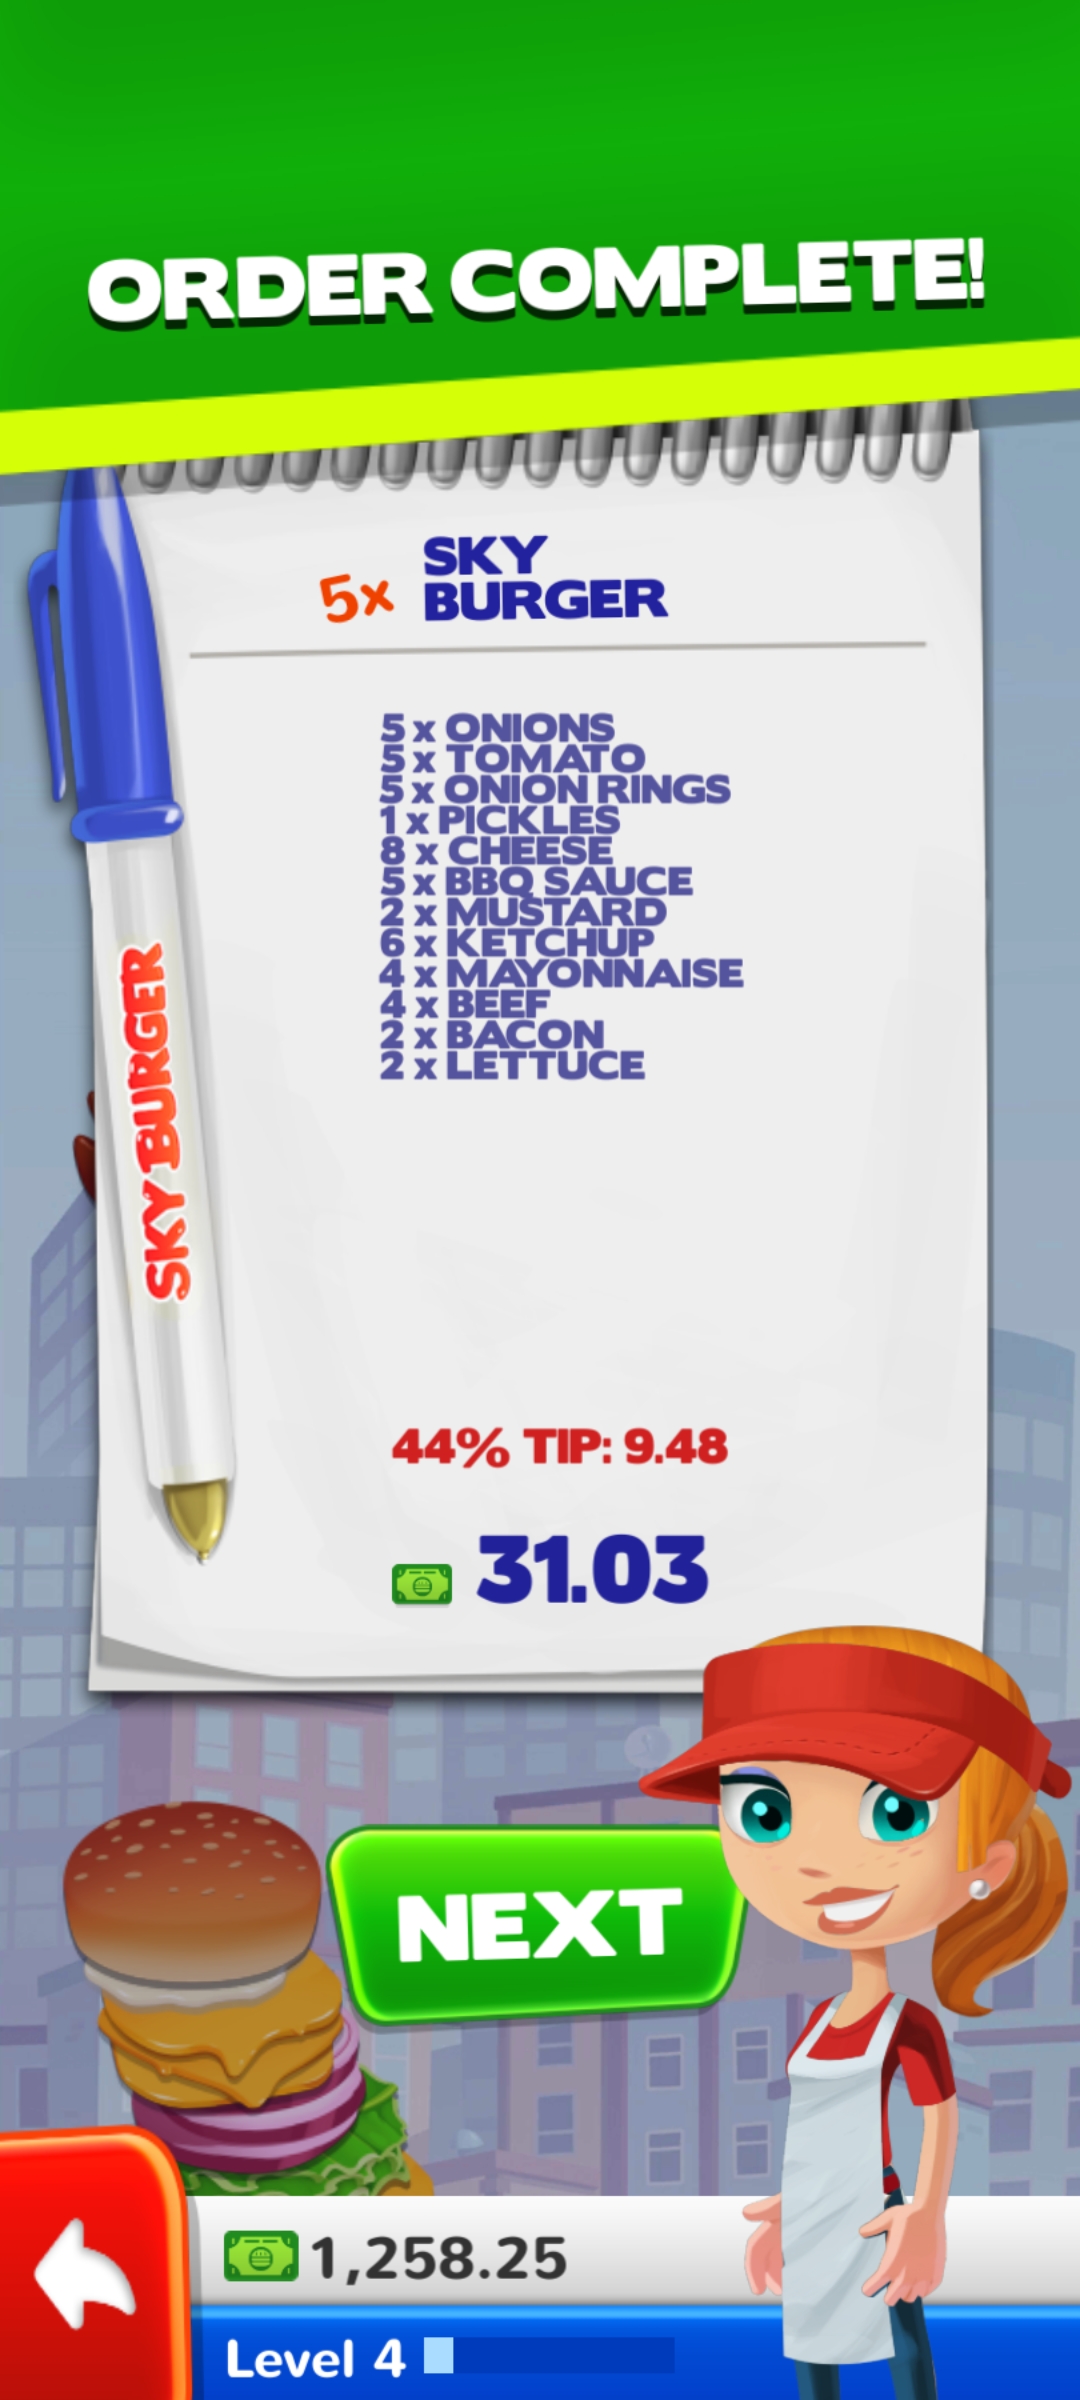 ORDER COMPLETE!
5x SKY
BURGER
5 x ONIONS
5 x TOMATO
5 x ONION RINGS
1 x PICKLES
8 x CHEESE
5 x BBQ SAUCE
2 x MUSTARD
6 x KETCHUP
4 x MAYONNAISE
4 x BEEF
2 x BACON
2 x LETTUCE
SKY BURGER
44% TIP: 9.48
31.03
NEXT
1,258.25
Level 4